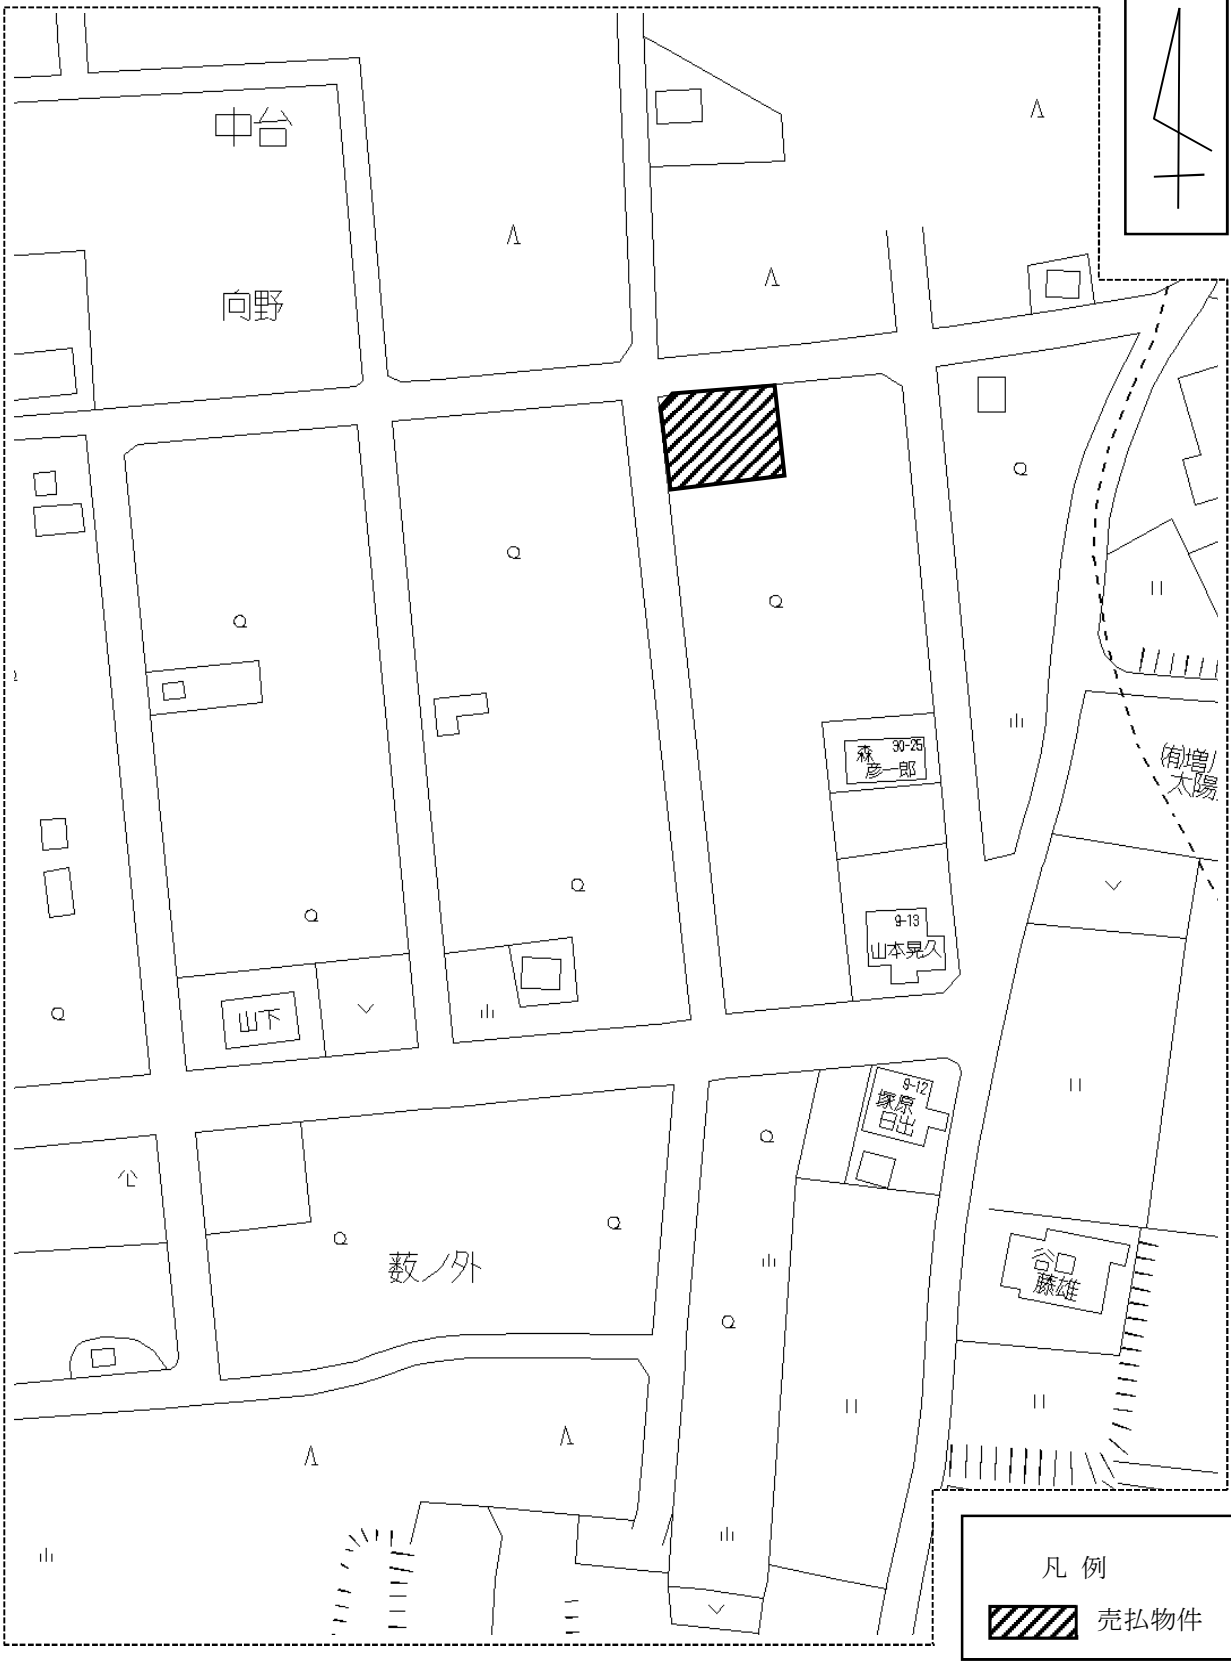 中台
向野
森 30-25
彦一郎
㈲増川
太陽
9-13
山本晃久
山下
9-12
塚原
日出
薮ノ外
谷口
藤雄
凡 例
売払物件